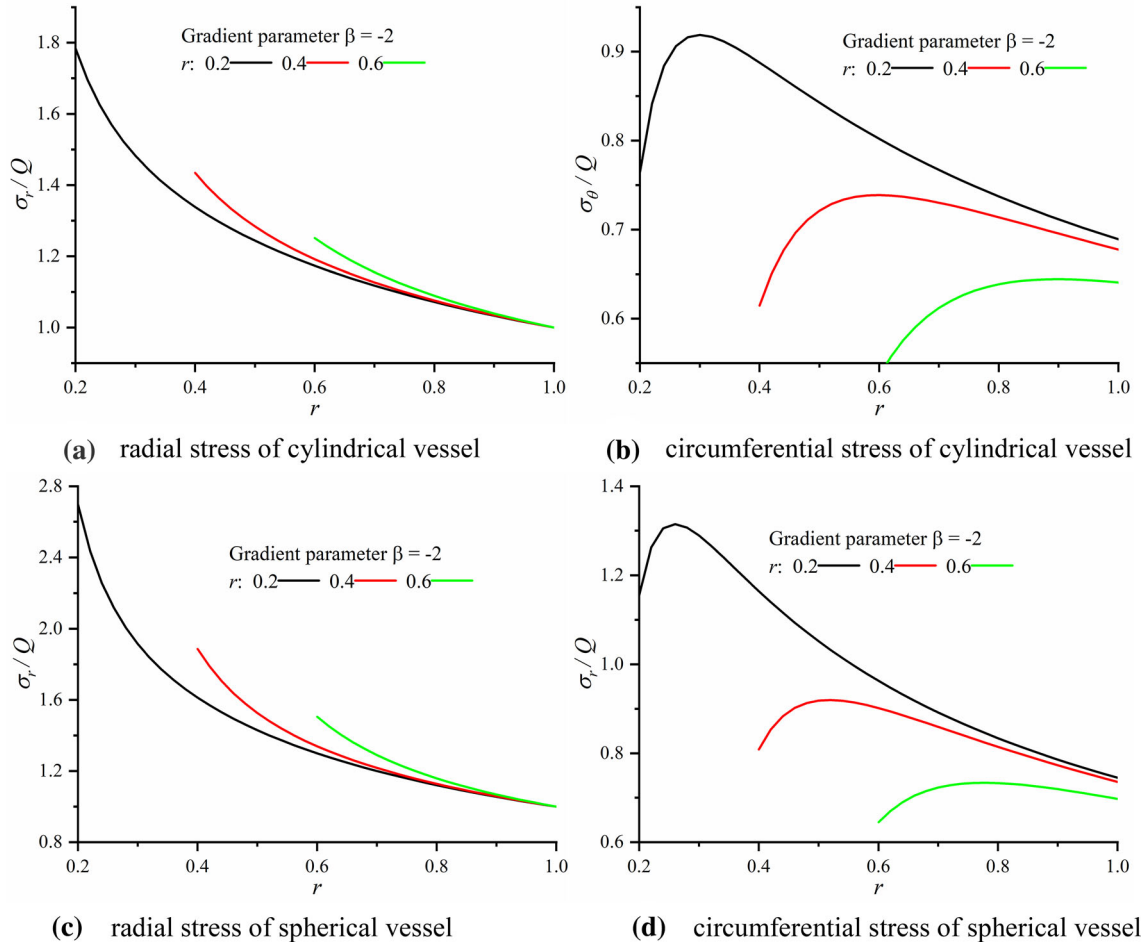 1.8
1.6
1.4
1.2
1.0
σr / Q
Gradient parameter β = -2
r: 0.2 0.4 0.6
0.2 0.4 0.6 0.8 1.0
r
(a) radial stress of cylindrical vessel
0.9
0.8
0.7
0.6
σθ / Q
Gradient parameter β = -2
r: 0.2 0.4 0.6
0.2 0.4 0.6 0.8 1.0
r
(b) circumferential stress of cylindrical vessel
2.8
2.4
2.0
1.6
1.2
0.8
σr / Q
Gradient parameter β = -2
r: 0.2 0.4 0.6
0.2 0.4 0.6 0.8 1.0
r
(c) radial stress of spherical vessel
1.4
1.2
1.0
0.8
0.6
σr / Q
Gradient parameter β = -2
r: 0.2 0.4 0.6
0.2 0.4 0.6 0.8 1.0
r
(d) circumferential stress of spherical vessel